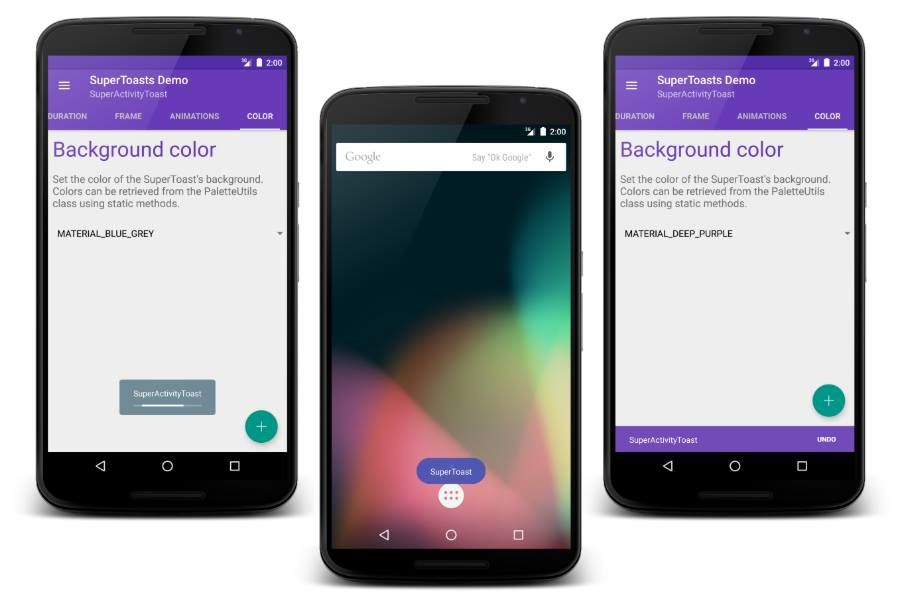 3G 2:00
SuperToasts Demo
SuperActivityToast
DURATION FRAME ANIMATIONS COLOR
Background color
Set the color of the SuperToast's background.
Colors can be retrieved from the PaletteUtils
class using static methods.
MATERIAL_BLUE_GREY
SuperActivityToast
3G 2:00
Google Say "Ok Google"
SuperToast
3G 2:00
SuperToasts Demo
SuperActivityToast
DURATION FRAME ANIMATIONS COLOR
Background color
Set the color of the SuperToast's background.
Colors can be retrieved from the PaletteUtils
class using static methods.
MATERIAL_DEEP_PURPLE
SuperActivityToast UNDO